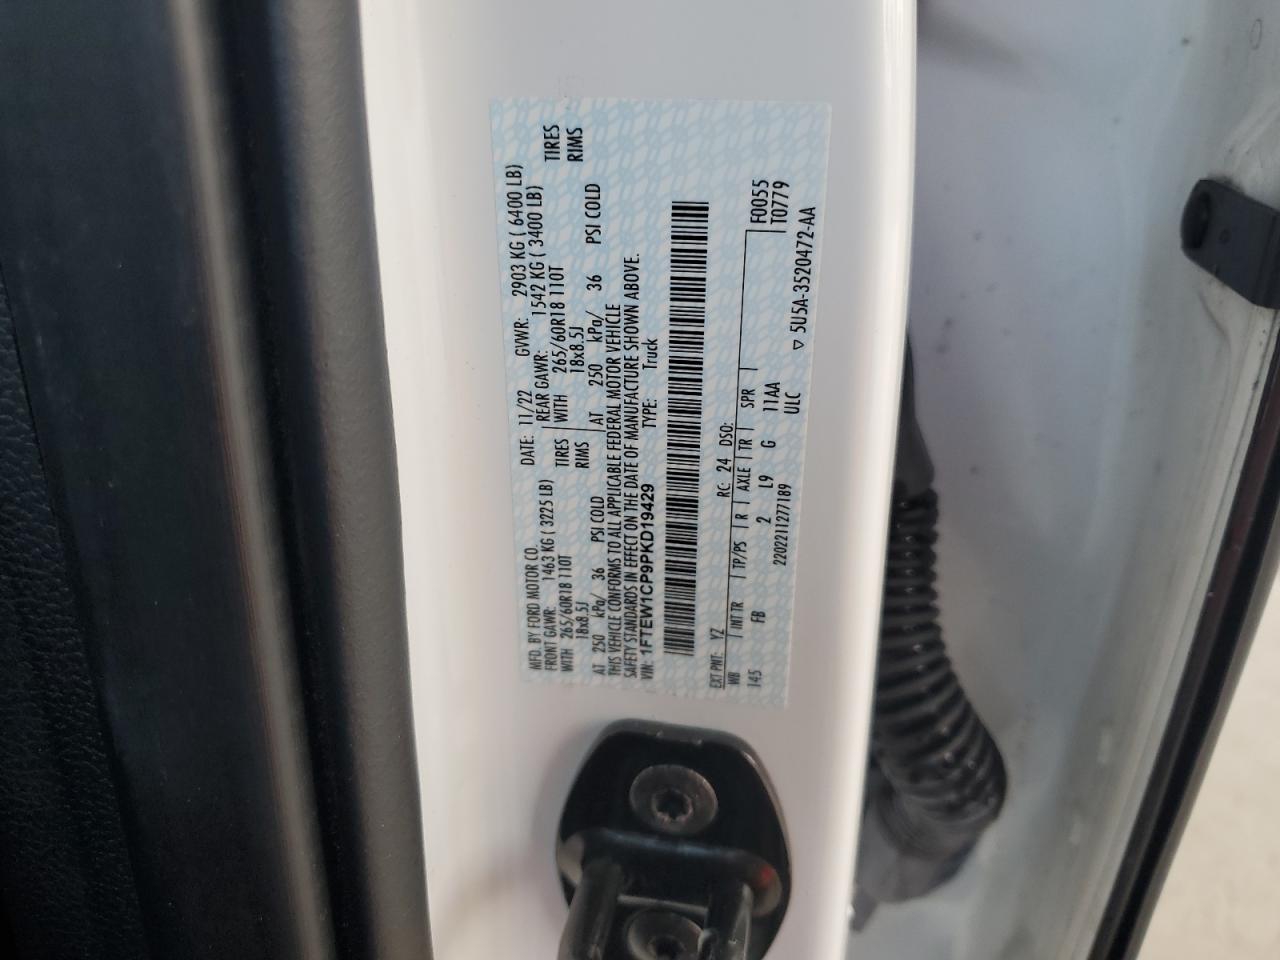 MFD. BY FORD MOTOR CO.
DATE: 11/22 GVWR: 2903 KG ( 6400 LB)
FRONT GAWR: 1463 KG ( 3225 LB) REAR GAWR: 1542 KG ( 3400 LB)
WITH 265/60R18 110T TIRES WITH 265/60R18 110T TIRES
18x8.5J RIMS 18x8.5J RIMS
AT 250 kPa/ 36 PSI COLD AT 250 kPa/ 36 PSI COLD
THIS VEHICLE CONFORMS TO ALL APPLICABLE FEDERAL MOTOR VEHICLE
SAFETY STANDARDS IN EFFECT ON THE DATE OF MANUFACTURE SHOWN ABOVE.
VIN: 1FTEW1CP9PKD19429 TYPE: Truck
EXT PNT: YZ RC: 24 DSO: F0055
WB INT TR TP/PS R AXLE TR SPR T0779
145 FB 2 L9 G 11AA
2202211277189 ULC
▽ 5U5A-3520472-AA